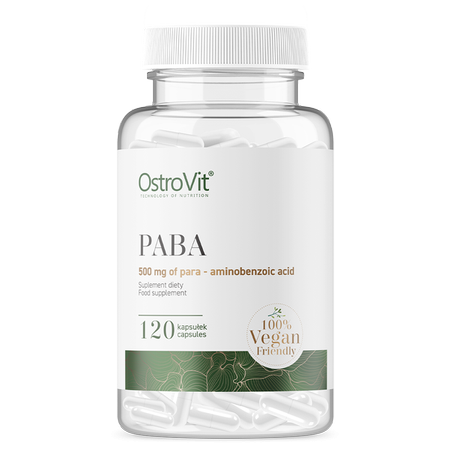 OstroVit®
TECHNOLOGY OF NUTRITION
PABA
500 mg of para - aminobenzoic acid
Suplement diety
Food supplement
120 kapsułek
capsules
100%
Vegan
Friendly